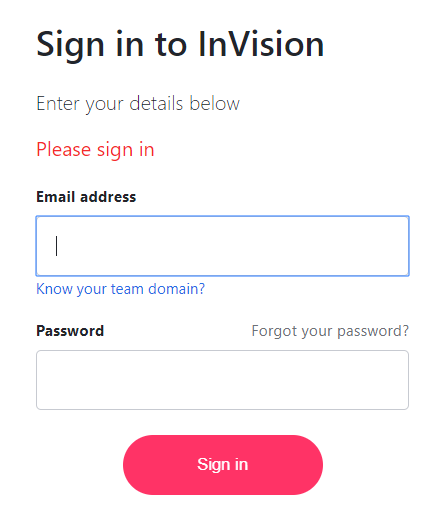 Sign in to InVision
Enter your details below
Please sign in
Email address
Know your team domain?
Password Forgot your password?
Sign in